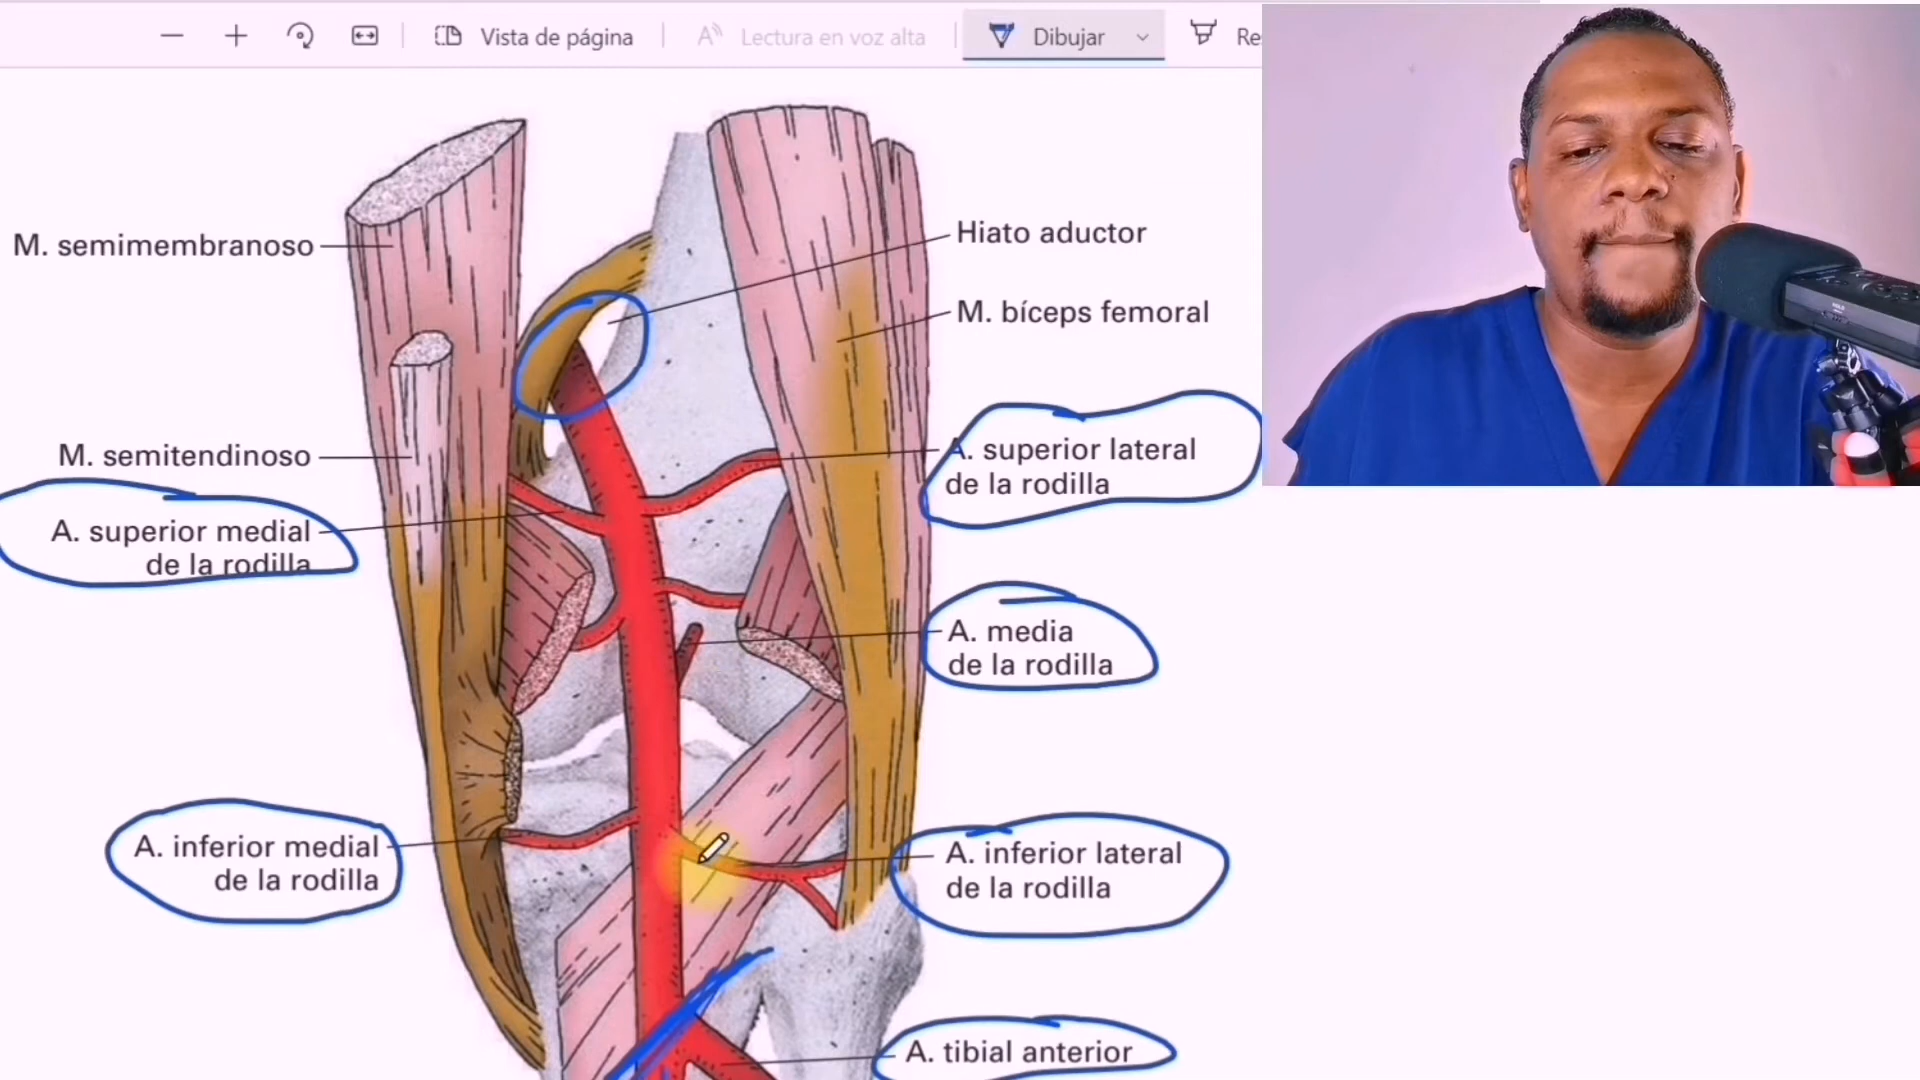 Vista de página
Lectura en voz alta
Dibujar
Re
M. semimembranoso
Hiato aductor
M. bíceps femoral
M. semitendinoso
A. superior lateral
de la rodilla
A. superior medial
de la rodilla
A. media
de la rodilla
A. inferior medial
de la rodilla
A. inferior lateral
de la rodilla
A. tibial anterior